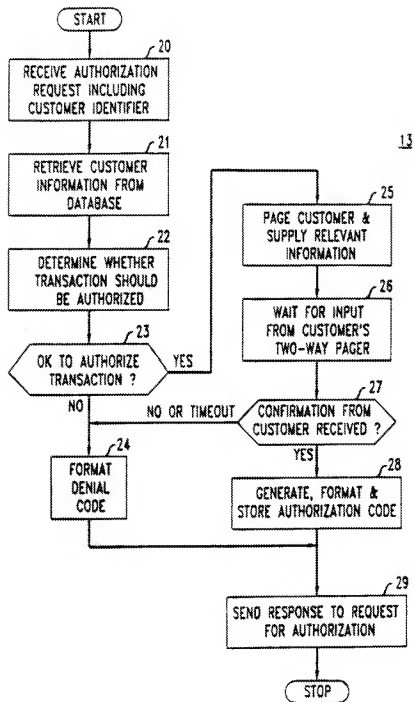 START
20
RECEIVE AUTHORIZATION
REQUEST INCLUDING
CUSTOMER IDENTIFIER
21
RETRIEVE CUSTOMER
INFORMATION FROM
DATABASE
22
DETERMINE WHETHER
TRANSACTION SHOULD
BE AUTHORIZED
23
OK TO AUTHORIZE
TRANSACTION ?
YES
NO
24
FORMAT
DENIAL
CODE
13
25
PAGE CUSTOMER &
SUPPLY RELEVANT
INFORMATION
26
WAIT FOR INPUT
FROM CUSTOMER'S
TWO-WAY PAGER
27
NO OR TIMEOUT
CONFIRMATION FROM
CUSTOMER RECEIVED ?
YES
28
GENERATE, FORMAT &
STORE AUTHORIZATION CODE
29
SEND RESPONSE TO REQUEST
FOR AUTHORIZATION
STOP